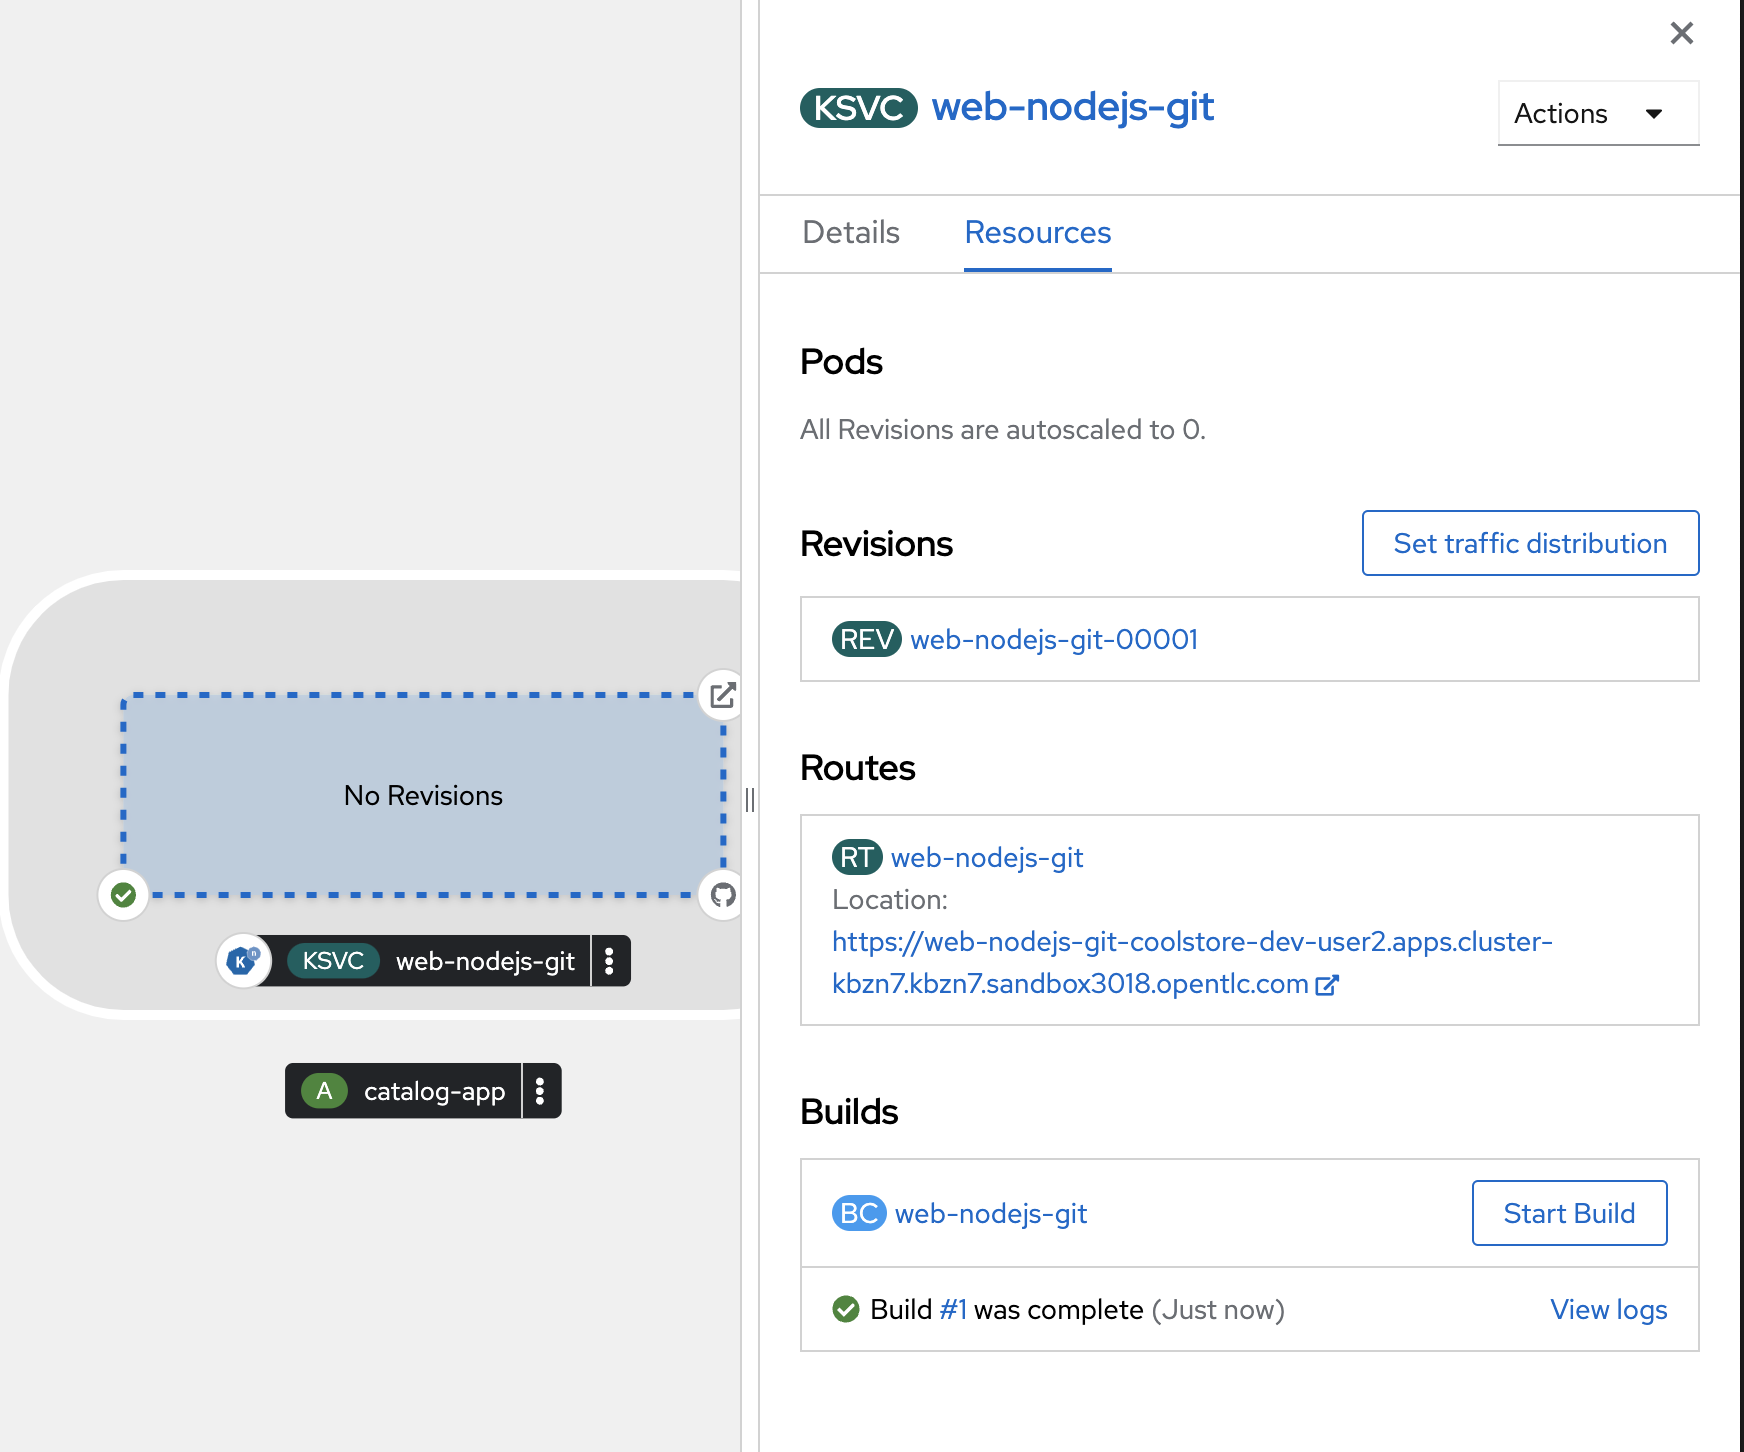 KSVC web-nodejs-git
Actions
Details Resources
Pods
All Revisions are autoscaled to 0.
Revisions
Set traffic distribution
REV web-nodejs-git-00001
Routes
RT web-nodejs-git
Location:
https://web-nodejs-git-coolstore-dev-user2.apps.cluster-
kbzn7.kbzn7.sandbox3018.opentlc.com
Builds
BC web-nodejs-git
Start Build
Build #1 was complete (Just now)
View logs
No Revisions
K n KSVC web-nodejs-git
A catalog-app